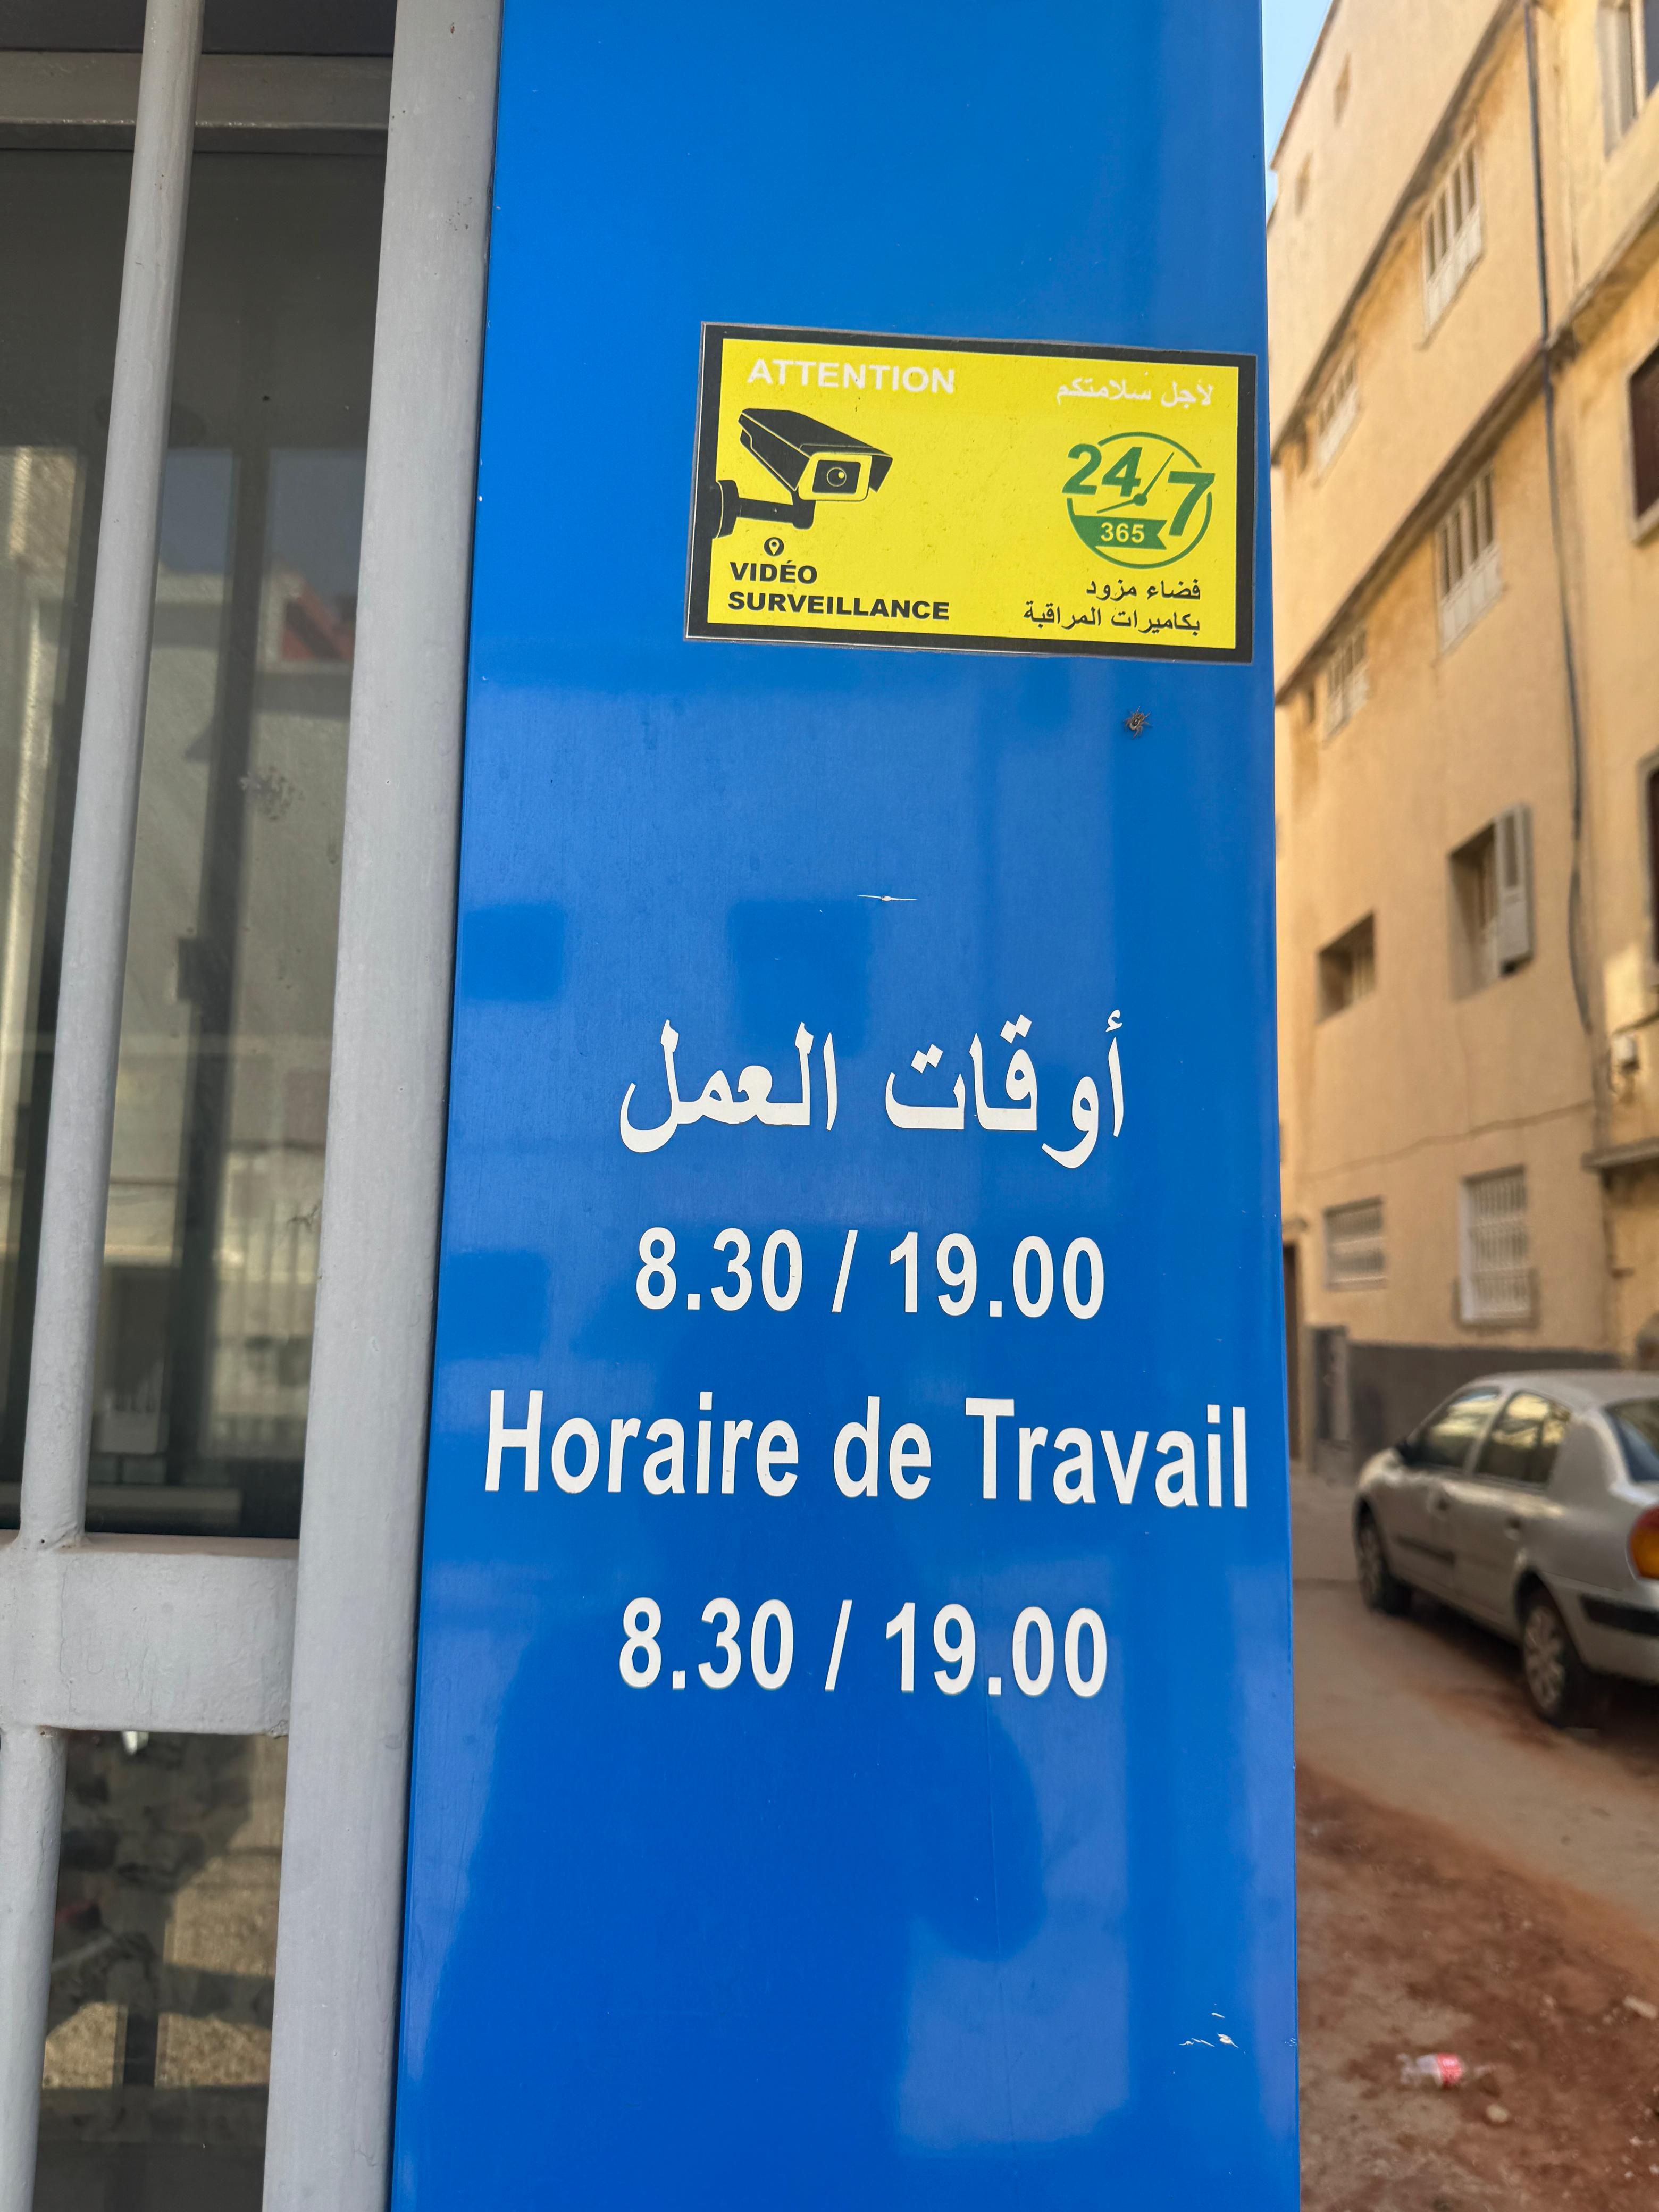 ATTENTION
لأجل سلامتكم
24/7
365
VIDÉO
SURVEILLANCE
فضاء مزود
بكاميرات المراقبة
أوقات العمل
8.30 / 19.00
Horaire de Travail
8.30 / 19.00